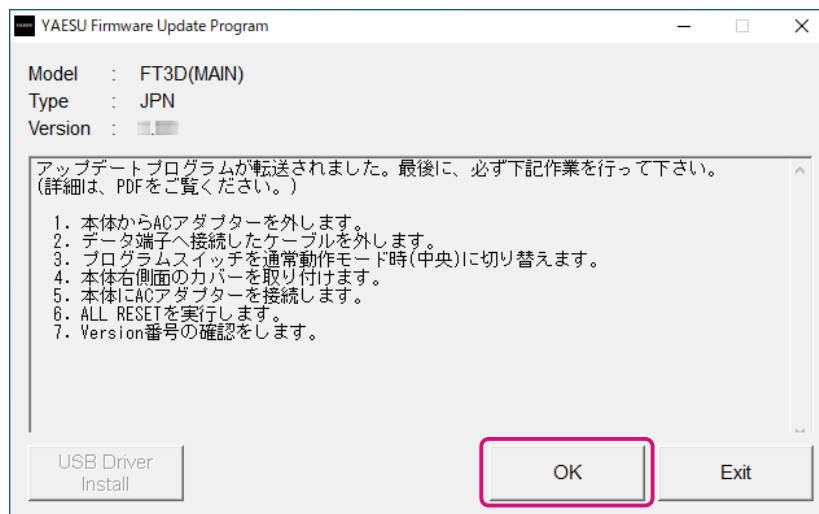 YAESU Firmware Update Program
Model : FT3D(MAIN)
Type : JPN
Version :
アップデートプログラムが転送されました。最後に、必ず下記作業を行って下さい。
(詳細は、PDFをご覧ください。)
1. 本体からACアダプターを外します。
2. データ端子へ接続したケーブルを外します。
3. プログラムスイッチを通常動作モード時(中央)に切り替えます。
4. 本体右側面のカバーを取り付けます。
5. 本体にACアダプターを接続します。
6. ALL RESETを実行します。
7. Version番号の確認をします。
USB Driver
Install
OK
Exit